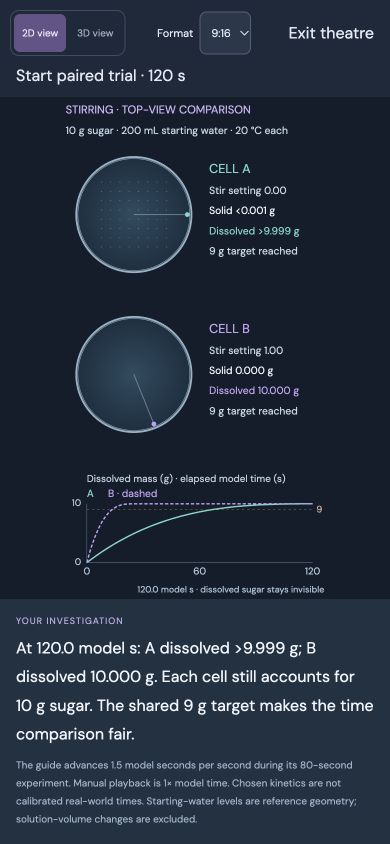 2D view 3D view Format 9:16 Exit theatre
Start paired trial · 120 s
STIRRING · TOP-VIEW COMPARISON
10 g sugar · 200 mL starting water · 20 °C each
CELL A
Stir setting 0.00
Solid <0.001 g
Dissolved >9.999 g
9 g target reached
CELL B
Stir setting 1.00
Solid 0.000 g
Dissolved 10.000 g
9 g target reached
Dissolved mass (g) · elapsed model time (s)
A B · dashed
10
9
0
0 60 120
120.0 model s · dissolved sugar stays invisible
YOUR INVESTIGATION
At 120.0 model s: A dissolved >9.999 g; B
dissolved 10.000 g. Each cell still accounts for
10 g sugar. The shared 9 g target makes the time
comparison fair.
The guide advances 1.5 model seconds per second during its 80-second
experiment. Manual playback is 1× model time. Chosen kinetics are not
calibrated real-world times. Starting-water levels are reference geometry;
solution-volume changes are excluded.